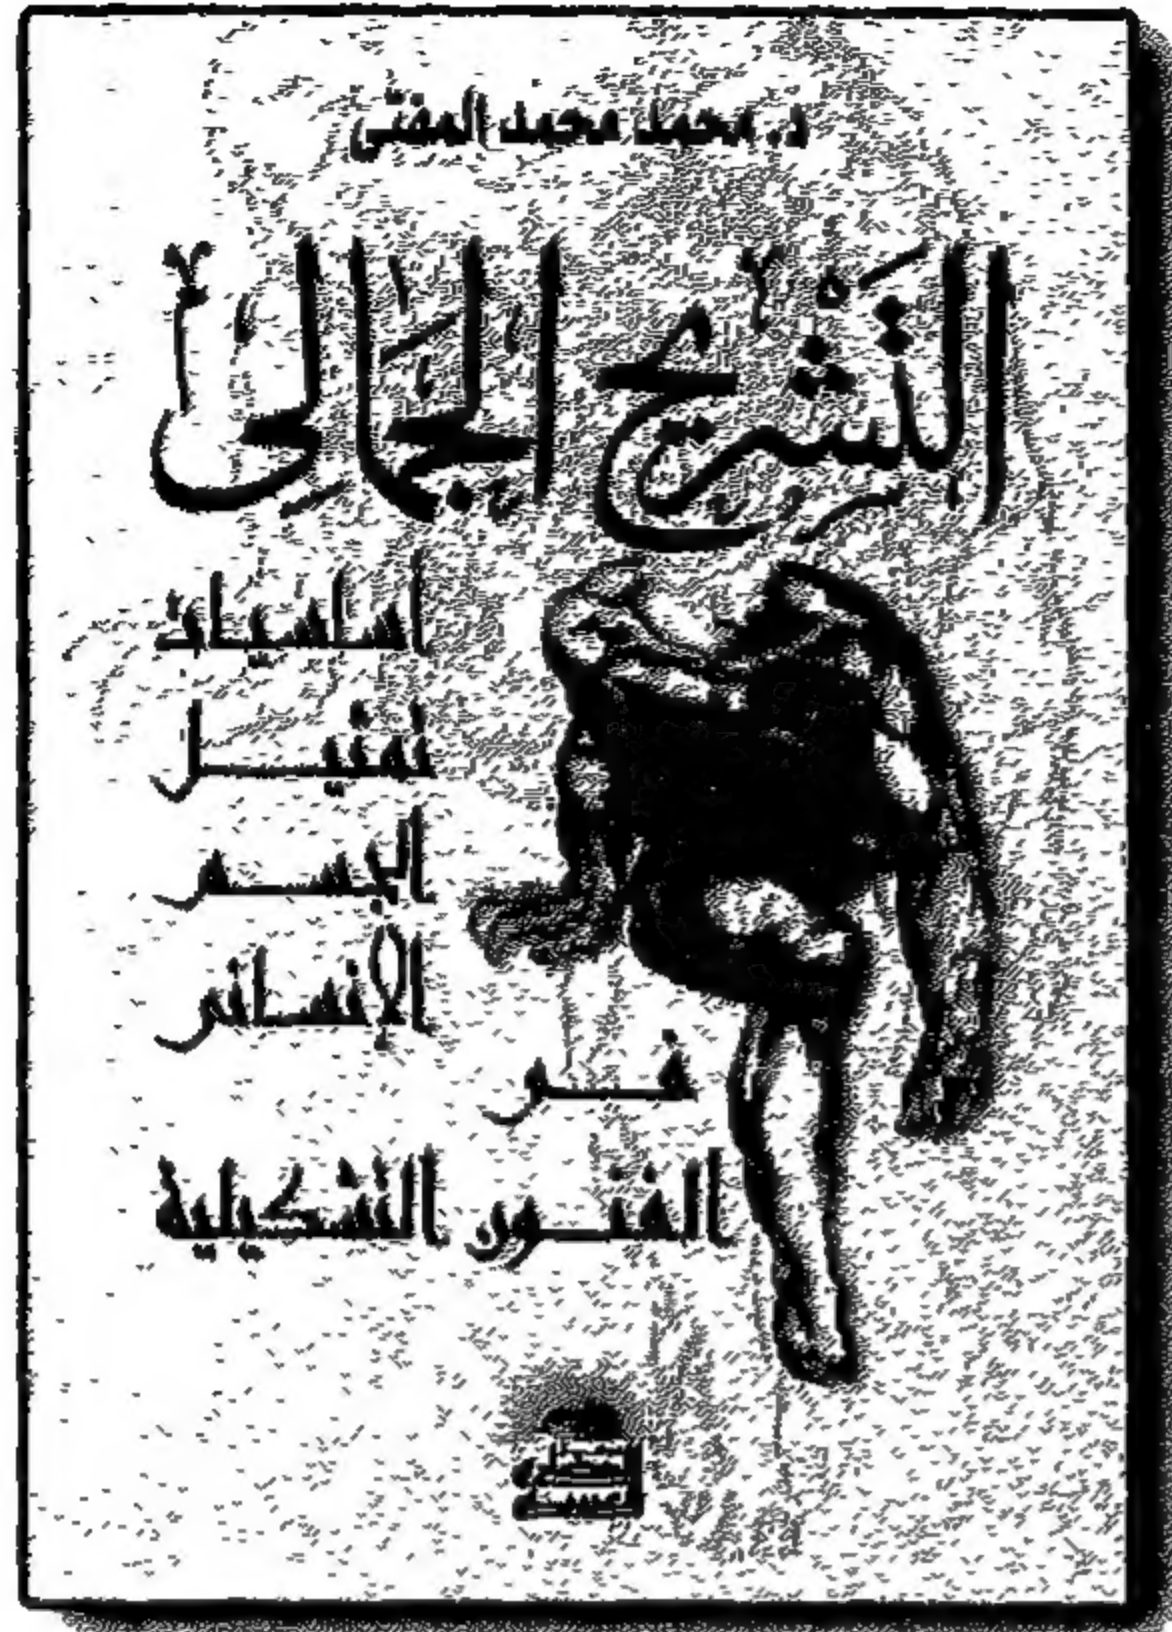 د. محمد محمد المفتى
التشريح الجمالى
أساسيات
تمثيل
الجسم
الإنسانى
فى
الفنون التشكيلية